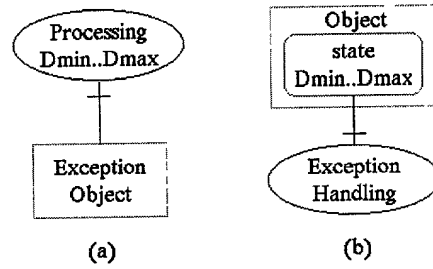 Processing
Dmin..Dmax
Exception
Object
(a)
Object
state
Dmin..Dmax
Exception
Handling
(b)